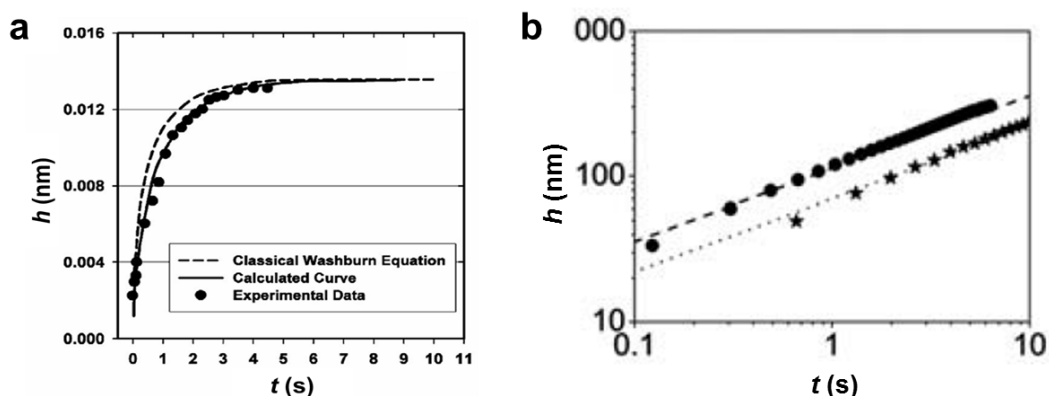 a
0.016
0.012
0.008
0.004
0.000
h (nm)
Classical Washburn Equation
Calculated Curve
Experimental Data
0 1 2 3 4 5 6 7 8 9 10 11
t (s)
b
000
100
10
h (nm)
0.1 1 10
t (s)